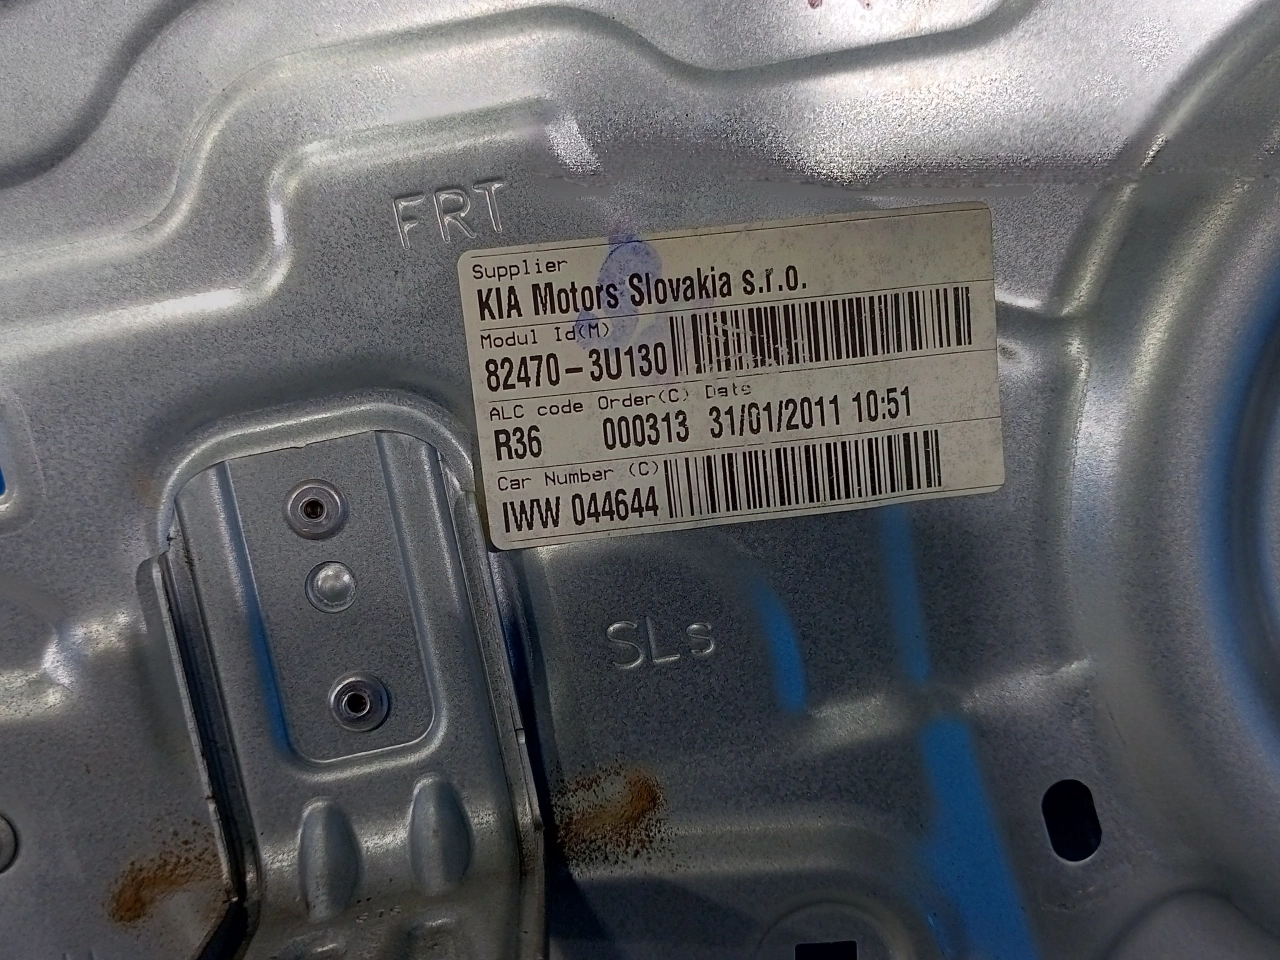 FRT
Supplier
KIA Motors Slovakia s.r.o.
Modul Id(M)
82470-3U130
ALC code Order(C) Date
R36 000313 31/01/2011 10:51
Car Number (C)
IWW 044644
SLs